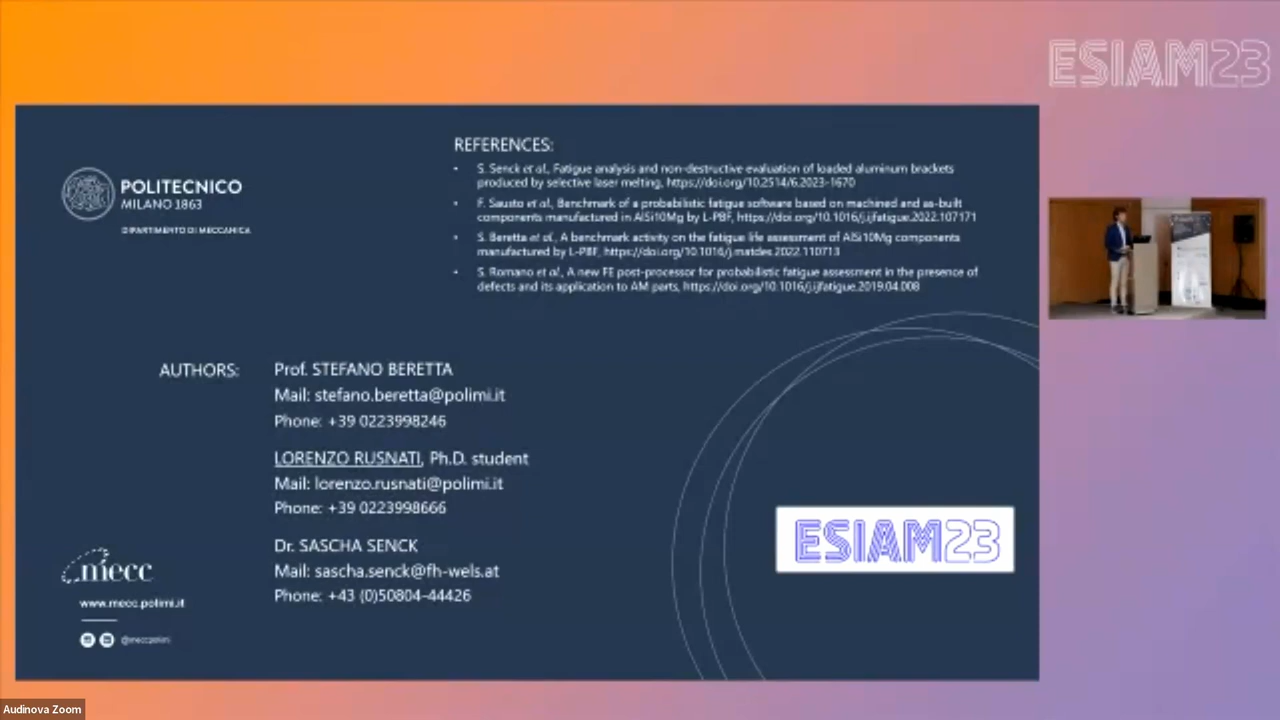 ESIAM23
POLITECNICO
MILANO 1863
DIPARTIMENTO DI MECCANICA
REFERENCES:
• S. Senck et al., Fatigue analysis and non-destructive evaluation of loaded aluminum brackets
produced by selective laser melting, https://doi.org/10.2514/6.2023-1670
• F. Sausto et al., Benchmark of a probabilistic fatigue software based on machined and as-built
components manufactured in AlSi10Mg by L-PBF, https://doi.org/10.1016/j.ijfatigue.2022.107171
• S. Beretta et al., A benchmark activity on the fatigue life assessment of AlSi10Mg components
manufactured by L-PBF, https://doi.org/10.1016/j.matdes.2022.110713
• S. Romano et al., A new FE post-processor for probabilistic fatigue assessment in the presence of
defects and its application to AM parts, https://doi.org/10.1016/j.ijfatigue.2019.04.008
AUTHORS:
Prof. STEFANO BERETTA
Mail: stefano.beretta@polimi.it
Phone: +39 0223998246
LORENZO RUSNATI, Ph.D. student
Mail: lorenzo.rusnati@polimi.it
Phone: +39 0223998666
Dr. SASCHA SENCK
Mail: sascha.senck@fh-wels.at
Phone: +43 (0)50804-44426
mecc
www.mecc.polimi.it
@meccpolimi
ESIAM23
Audinova Zoom